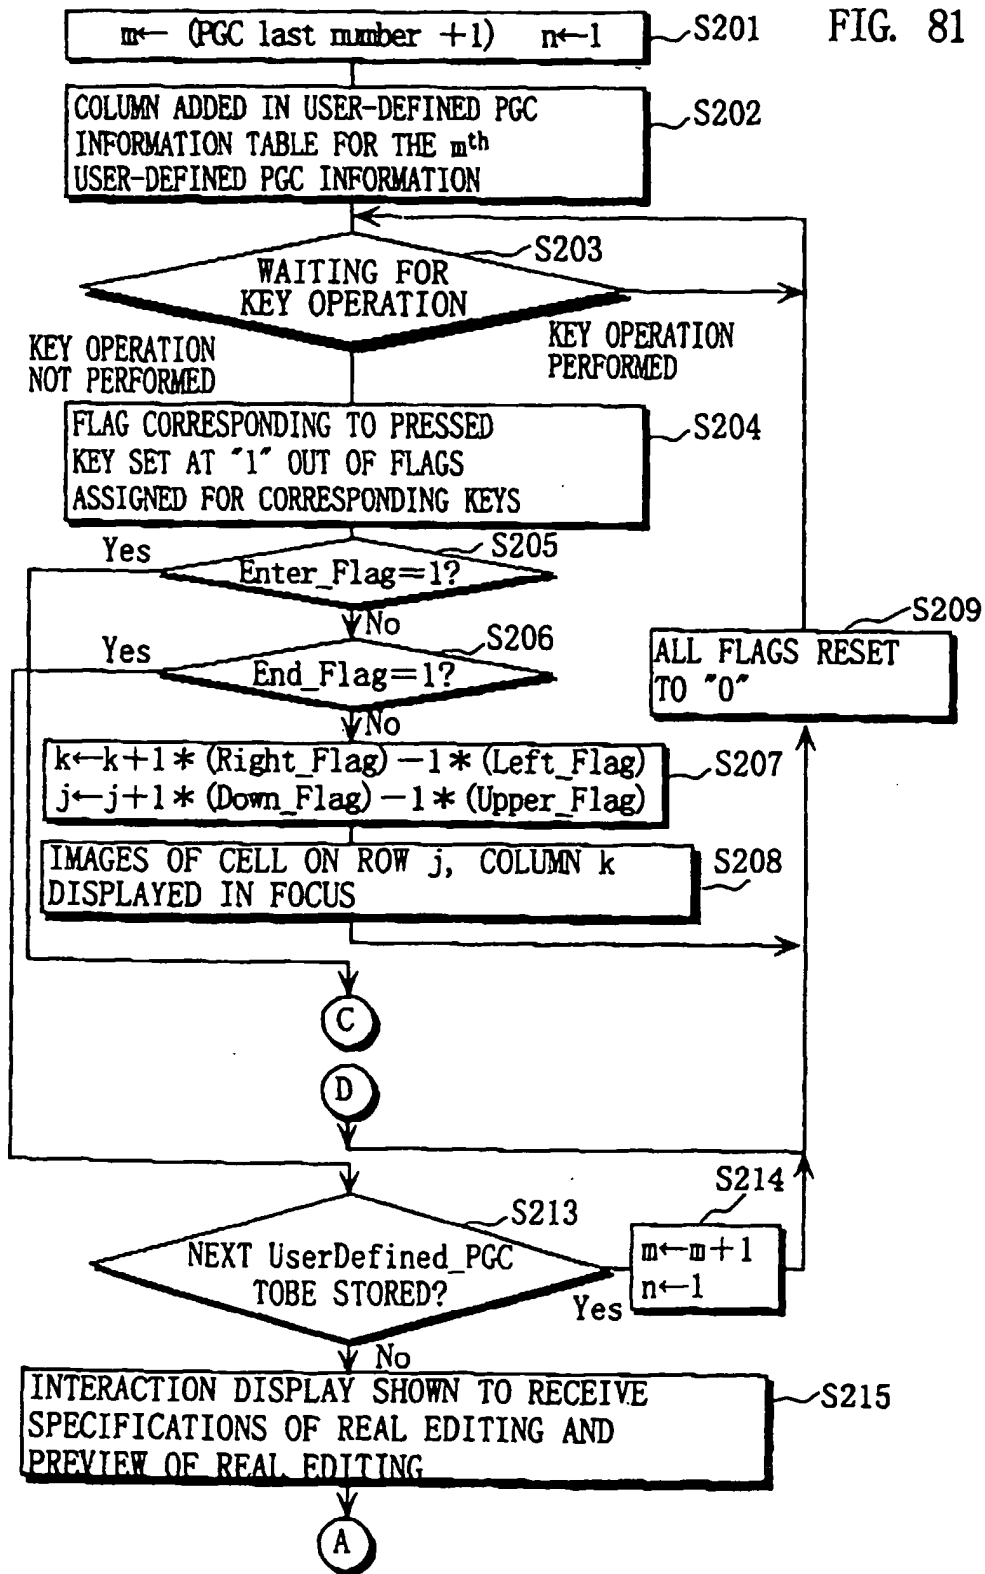 FIG. 81
m← (PGC last number +1) n←1
S201
COLUMN ADDED IN USER-DEFINED PGC
INFORMATION TABLE FOR THE mth
USER-DEFINED PGC INFORMATION
S202
S203
WAITING FOR
KEY OPERATION
KEY OPERATION
NOT PERFORMED
KEY OPERATION
PERFORMED
FLAG CORRESPONDING TO PRESSED
KEY SET AT "1" OUT OF FLAGS
ASSIGNED FOR CORRESPONDING KEYS
S204
Yes
S205
Enter_Flag=1?
No
Yes
S206
End_Flag=1?
No
S209
ALL FLAGS RESET
TO "0"
k←k+1*(Right_Flag)-1*(Left_Flag)
j←j+1*(Down_Flag)-1*(Upper_Flag)
S207
IMAGES OF CELL ON ROW j, COLUMN k
DISPLAYED IN FOCUS
S208
C
D
S213
NEXT UserDefined_PGC
TOBE STORED?
Yes
S214
m←m+1
n←1
No
INTERACTION DISPLAY SHOWN TO RECEIVE
SPECIFICATIONS OF REAL EDITING AND
PREVIEW OF REAL EDITING
S215
A